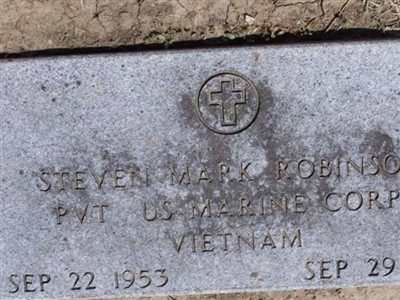 STEVEN MARK ROBINSO
PVT US MARINE CORP
VIETNAM
SEP 22 1953 SEP 29